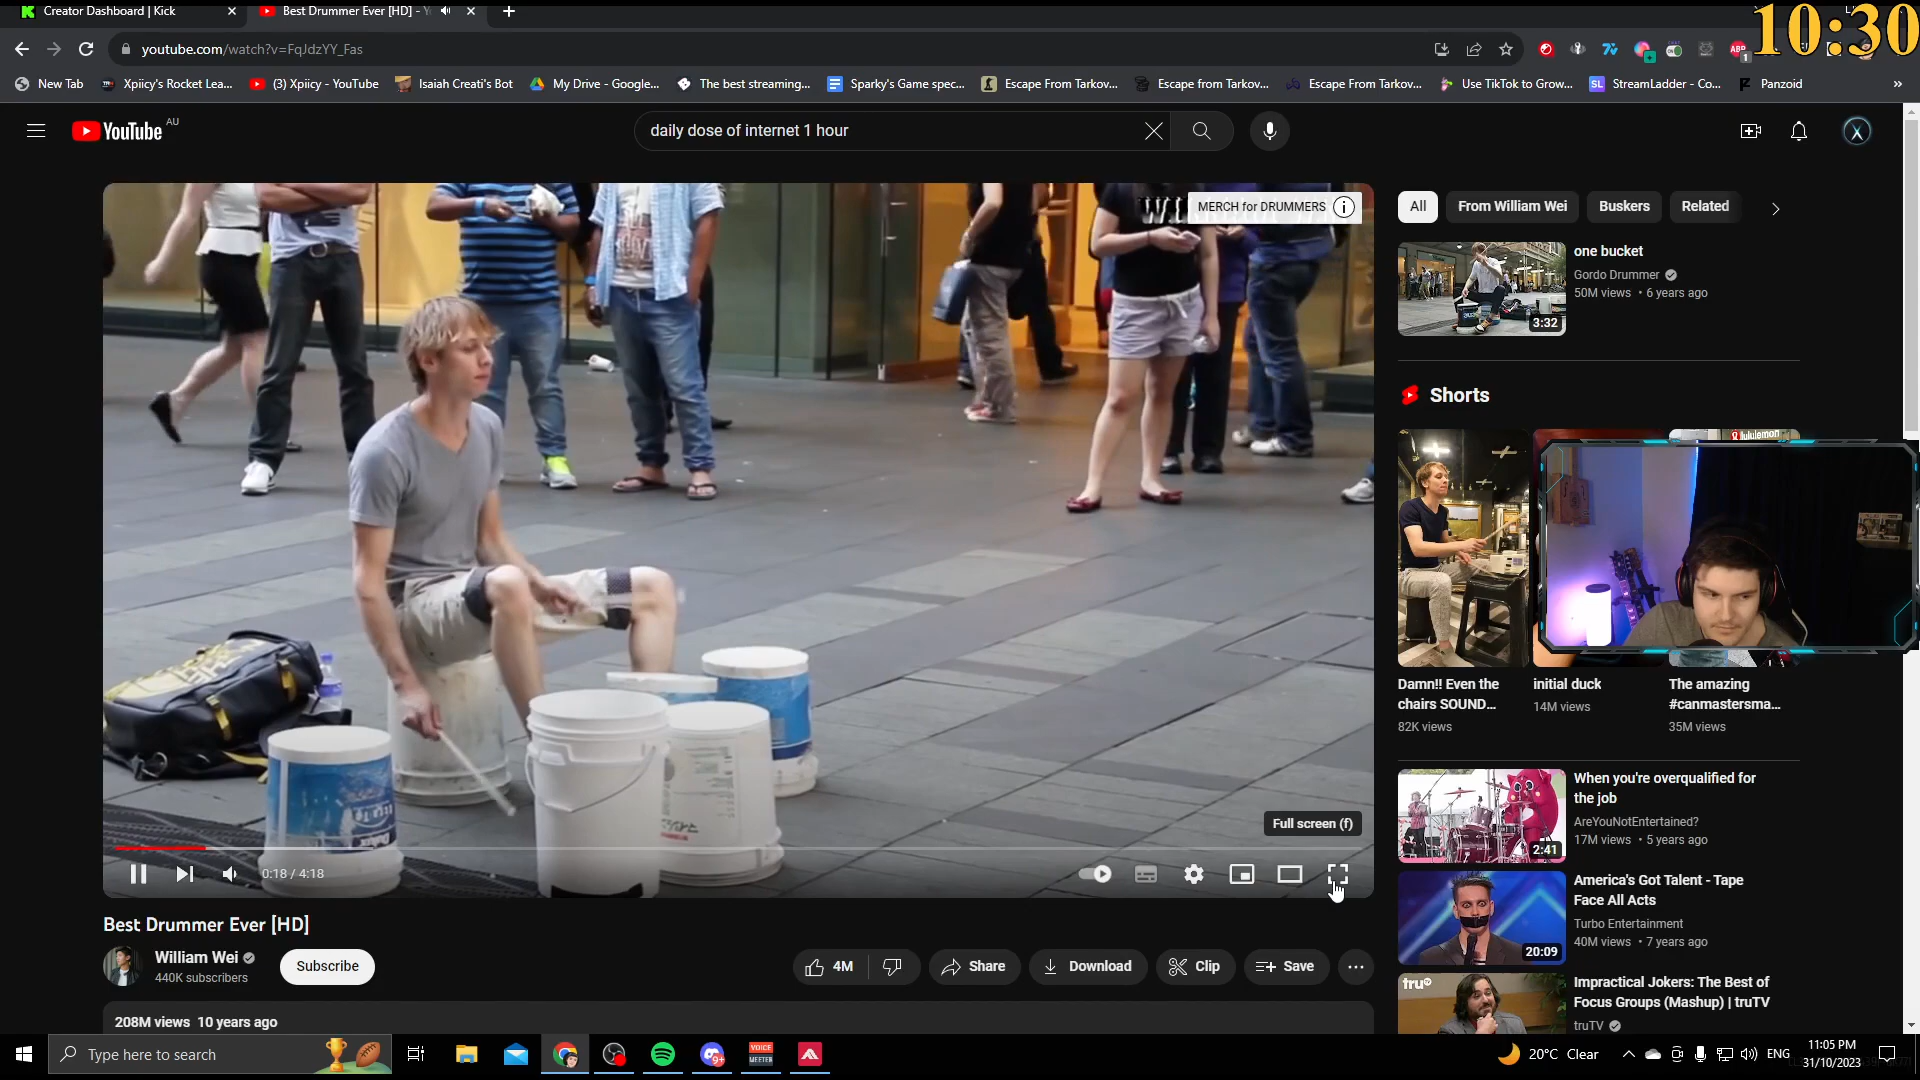 Creator Dashboard | Kick
Best Drummer Ever [HD] - Y
10:30
youtube.com/watch?v=FqJdzYY_Fas
New Tab
Xpiicy's Rocket Lea...
(3) Xpiicy - YouTube
Isaiah Creati's Bot
My Drive - Google...
The best streaming...
Sparky's Game spec...
Escape From Tarkov...
Escape from Tarkov...
Escape From Tarkov...
Use TikTok to Grow...
StreamLadder - Co...
Panzoid
YouTube AU
daily dose of internet 1 hour
MERCH for DRUMMERS
All
From William Wei
Buskers
Related
one bucket
Gordo Drummer
50M views • 6 years ago
3:32
Shorts
lululemon
Damn!! Even the
chairs SOUND...
82K views
initial duck
14M views
The amazing
#canmastersma...
35M views
When you're overqualified for
the job
AreYouNotEntertained?
17M views • 5 years ago
2:41
America's Got Talent - Tape
Face All Acts
Turbo Entertainment
40M views • 7 years ago
20:09
Impractical Jokers: The Best of
Focus Groups (Mashup) | truTV
truTV
Full screen (f)
0:18 / 4:18
Best Drummer Ever [HD]
William Wei
440K subscribers
Subscribe
4M
Share
Download
Clip
Save
208M views 10 years ago
Type here to search
9+
VOICE
MEETER
20°C Clear
ENG
11:05 PM
31/10/2023